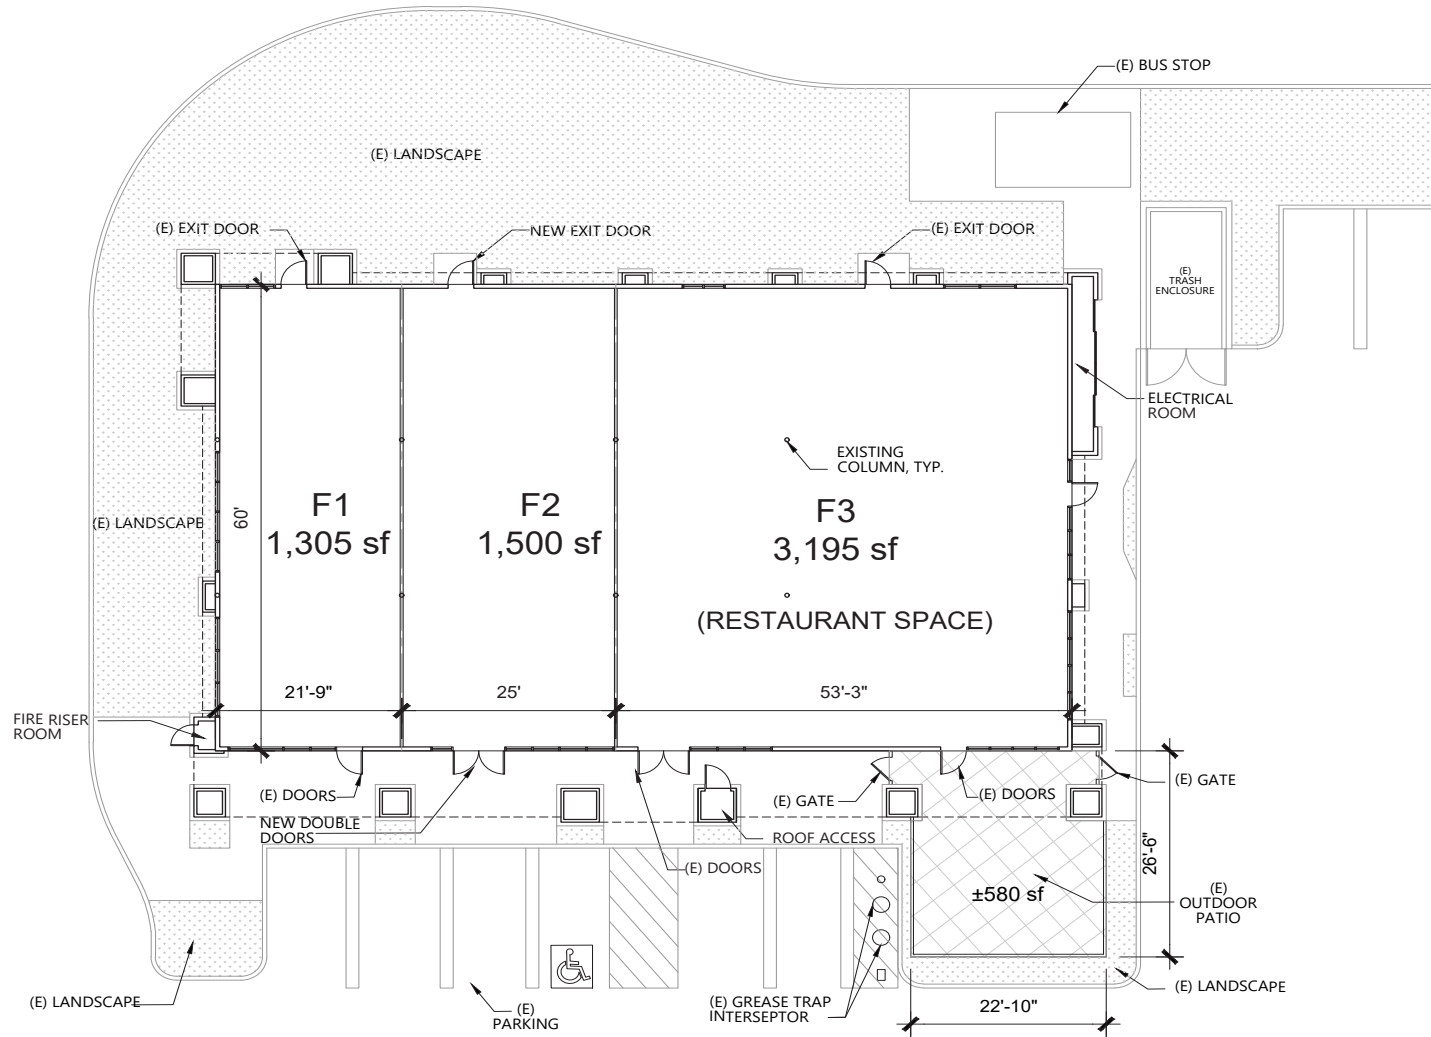 (E) BUS STOP
(E) LANDSCAPE
(E) EXIT DOOR
NEW EXIT DOOR
(E) EXIT DOOR
(E)
TRASH
ENCLOSURE
ELECTRICAL
ROOM
EXISTING
COLUMN, TYP.
F1
1,305 sf
F2
1,500 sf
F3
3,195 sf
(RESTAURANT SPACE)
60'
(E) LANDSCAPE
21'-9"
25'
53'-3"
FIRE RISER
ROOM
(E) DOORS
NEW DOUBLE
DOORS
(E) GATE
(E) DOORS
(E) GATE
ROOF ACCESS
(E) DOORS
26'-6"
±580 sf
(E)
OUTDOOR
PATIO
(E) LANDSCAPE
(E)
PARKING
(E) GREASE TRAP
INTERSEPTOR
22'-10"
(E) LANDSCAPE